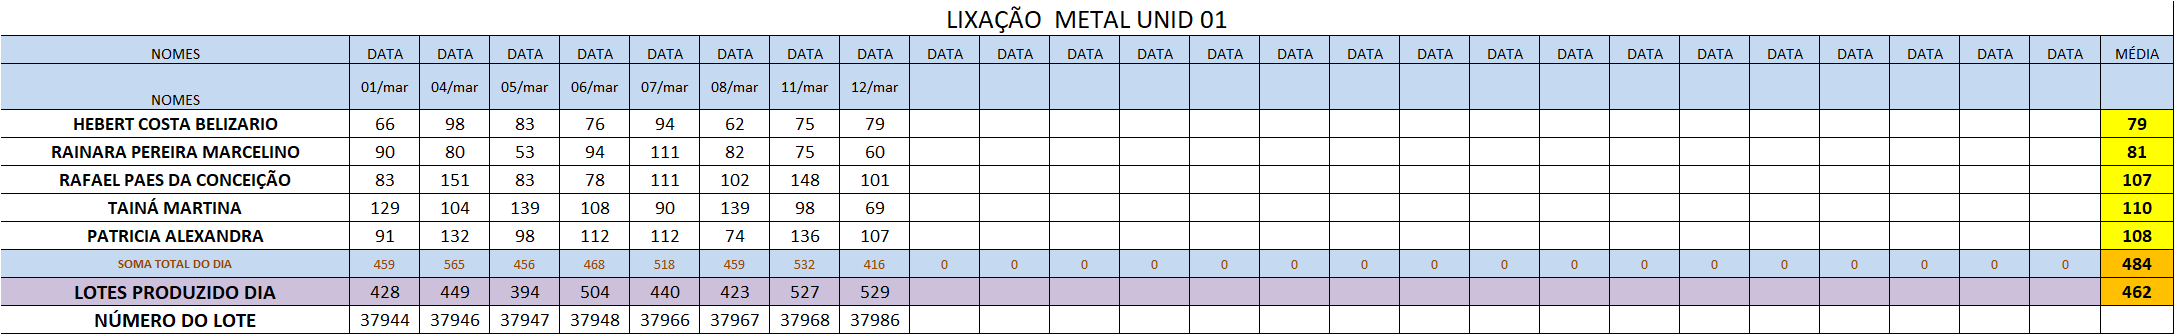 LIXAÇÃO  METAL UNID 01
NOMES DATA DATA DATA DATA DATA DATA DATA DATA DATA DATA DATA DATA DATA DATA DATA DATA DATA DATA DATA DATA DATA DATA DATA DATA DATA MÉDIA
NOMES 01/mar 04/mar 05/mar 06/mar 07/mar 08/mar 11/mar 12/mar
HEBERT COSTA BELIZARIO 66 98 83 76 94 62 75 79 79
RAINARA PEREIRA MARCELINO 90 80 53 94 111 82 75 60 81
RAFAEL PAES DA CONCEIÇÃO 83 151 83 78 111 102 148 101 107
TAINÁ MARTINA 129 104 139 108 90 139 98 69 110
PATRICIA ALEXANDRA 91 132 98 112 112 74 136 107 108
SOMA TOTAL DO DIA 459 565 456 468 518 459 532 416 0 0 0 0 0 0 0 0 0 0 0 0 0 0 0 0 0 484
LOTES PRODUZIDO DIA 428 449 394 504 440 423 527 529 462
NÚMERO DO LOTE 37944 37946 37947 37948 37966 37967 37968 37986